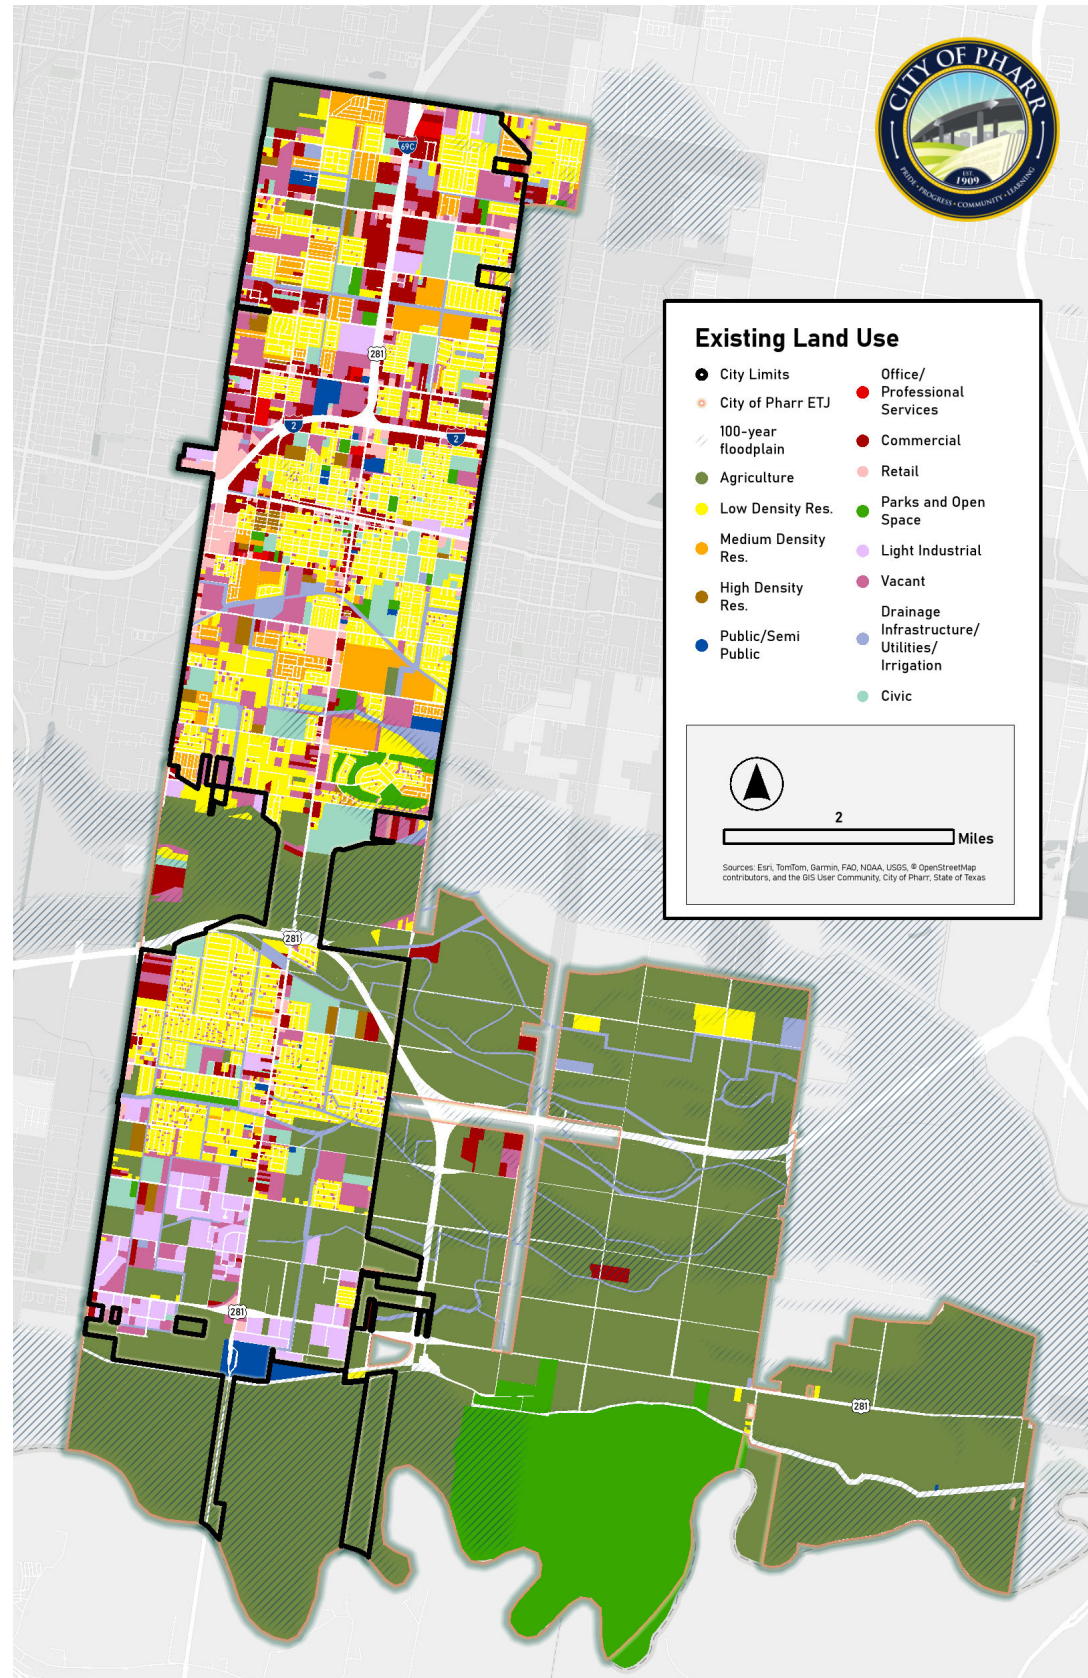 CITY OF PHARR
EST.
1909
PRIDE • PROGRESS • COMMUNITY • LEARNING
69C
281
2
2
Existing Land Use
City Limits
City of Pharr ETJ
100-year
floodplain
Agriculture
Low Density Res.
Medium Density
Res.
High Density
Res.
Public/Semi
Public
Office/
Professional
Services
Commercial
Retail
Parks and Open
Space
Light Industrial
Vacant
Drainage
Infrastructure/
Utilities/
Irrigation
Civic
2
Miles
Sources: Esri, TomTom, Garmin, FAO, NOAA, USGS, © OpenStreetMap
contributors, and the GIS User Community, City of Pharr, State of Texas
281
281
281